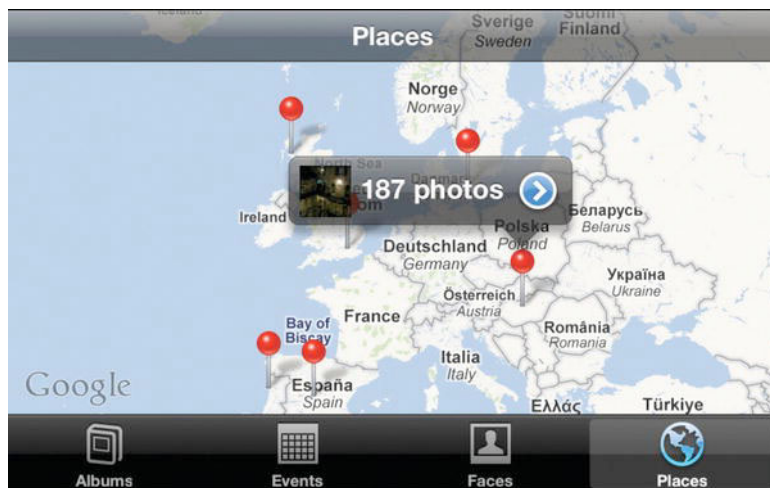 Places
Sverige
Sweden
Suomi
Finland
Norge
Norway
North Sea
187 photos
Ireland
Беларусь
Belarus
Polska
Poland
Deutschland
Germany
Україна
Ukraine
Österreich
Austria
France
Bay of
Biscay
România
Romania
Italia
Italy
Google
España
Spain
Ελλάς
Türkiye
Albums
Events
Faces
Places